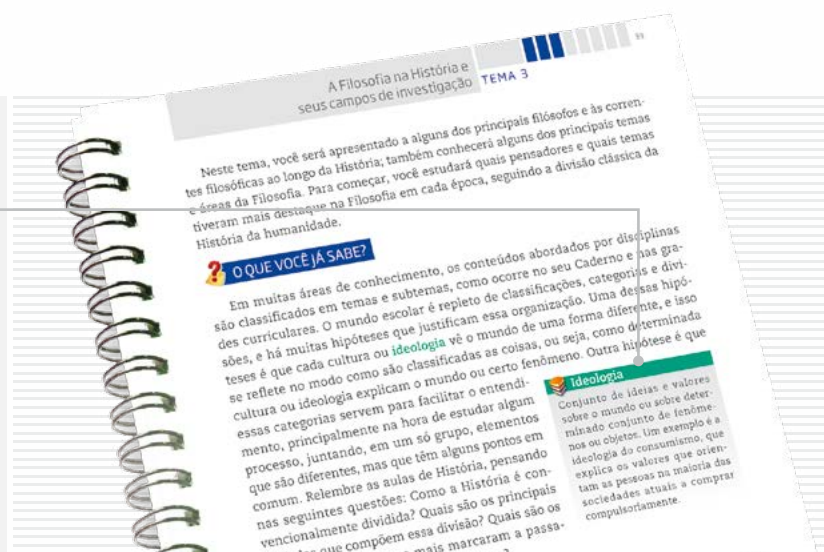 A Filosofia na História e
seus campos de investigação
TEMA 3
Neste tema, você será apresentado a alguns dos principais filósofos e às corren-
tes filosóficas ao longo da História; também conhecerá alguns dos principais temas
e áreas da Filosofia. Para começar, você estudará quais pensadores e quais temas
tiveram mais destaque na Filosofia em cada época, seguindo a divisão clássica da
História da humanidade.
O QUE VOCÊ JÁ SABE?
Em muitas áreas de conhecimento, os conteúdos abordados por disciplinas
são classificados em temas e subtemas, como ocorre no seu Caderno e nas gra-
des curriculares. O mundo escolar é repleto de classificações, categorias e divi-
sões, e há muitas hipóteses que justificam essa organização. Uma dessas hipó-
teses é que cada cultura ou ideologia vê o mundo de uma forma diferente, e isso
se reflete no modo como são classificadas as coisas, ou seja, como determinada
cultura ou ideologia explicam o mundo ou certo fenômeno. Outra hipótese é que
essas categorias servem para facilitar o entendi-
mento, principalmente na hora de estudar algum
processo, juntando, em um só grupo, elementos
que são diferentes, mas que têm alguns pontos em
comum. Relembre as aulas de História, pensando
nas seguintes questões: Como a História é con-
vencionalmente dividida? Quais são os principais
que compõem essa divisão? Quais são os
mais marcaram a passa-
Ideologia
Conjunto de ideias e valores
sobre o mundo ou sobre deter-
minado conjunto de fenôme-
nos ou objetos. Um exemplo é a
ideologia do consumismo, que
explica os valores que orien-
tam as pessoas na maioria das
sociedades atuais a comprar
compulsoriamente.